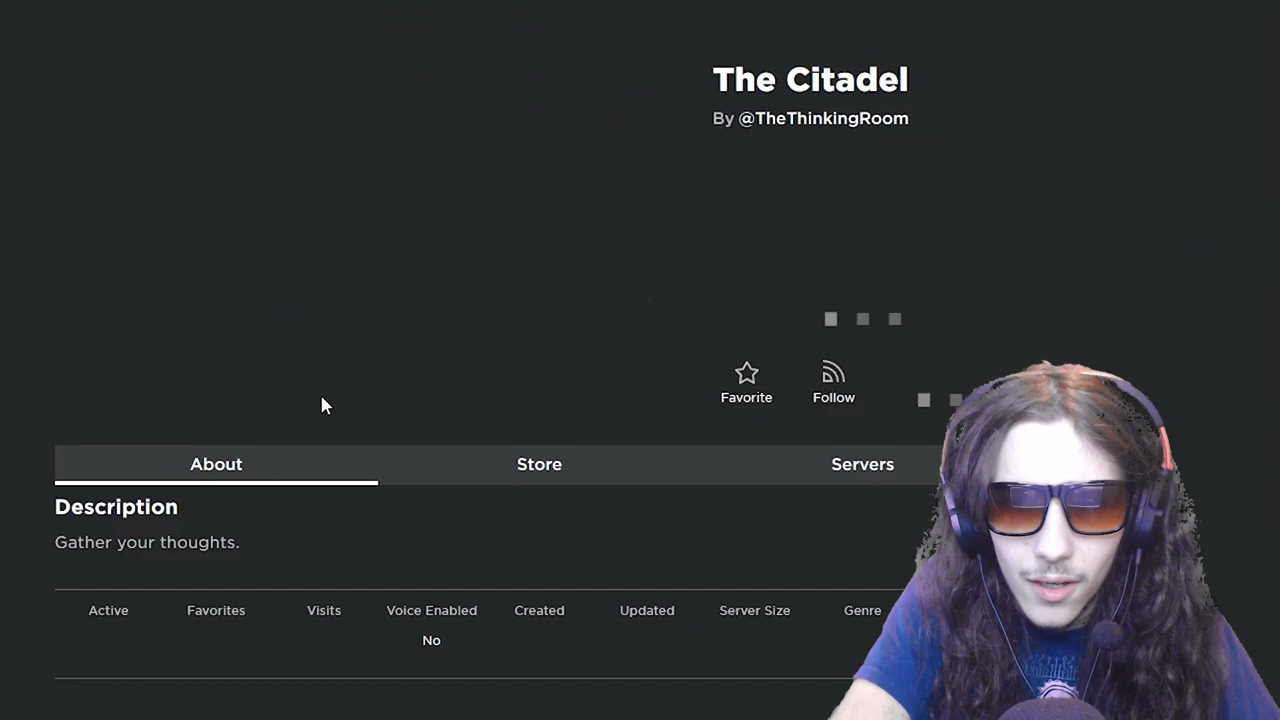 The Citadel
By @TheThinkingRoom
Favorite
Follow
About
Store
Servers
Description
Gather your thoughts.
Active
Favorites
Visits
Voice Enabled
Created
Updated
Server Size
Genre
No